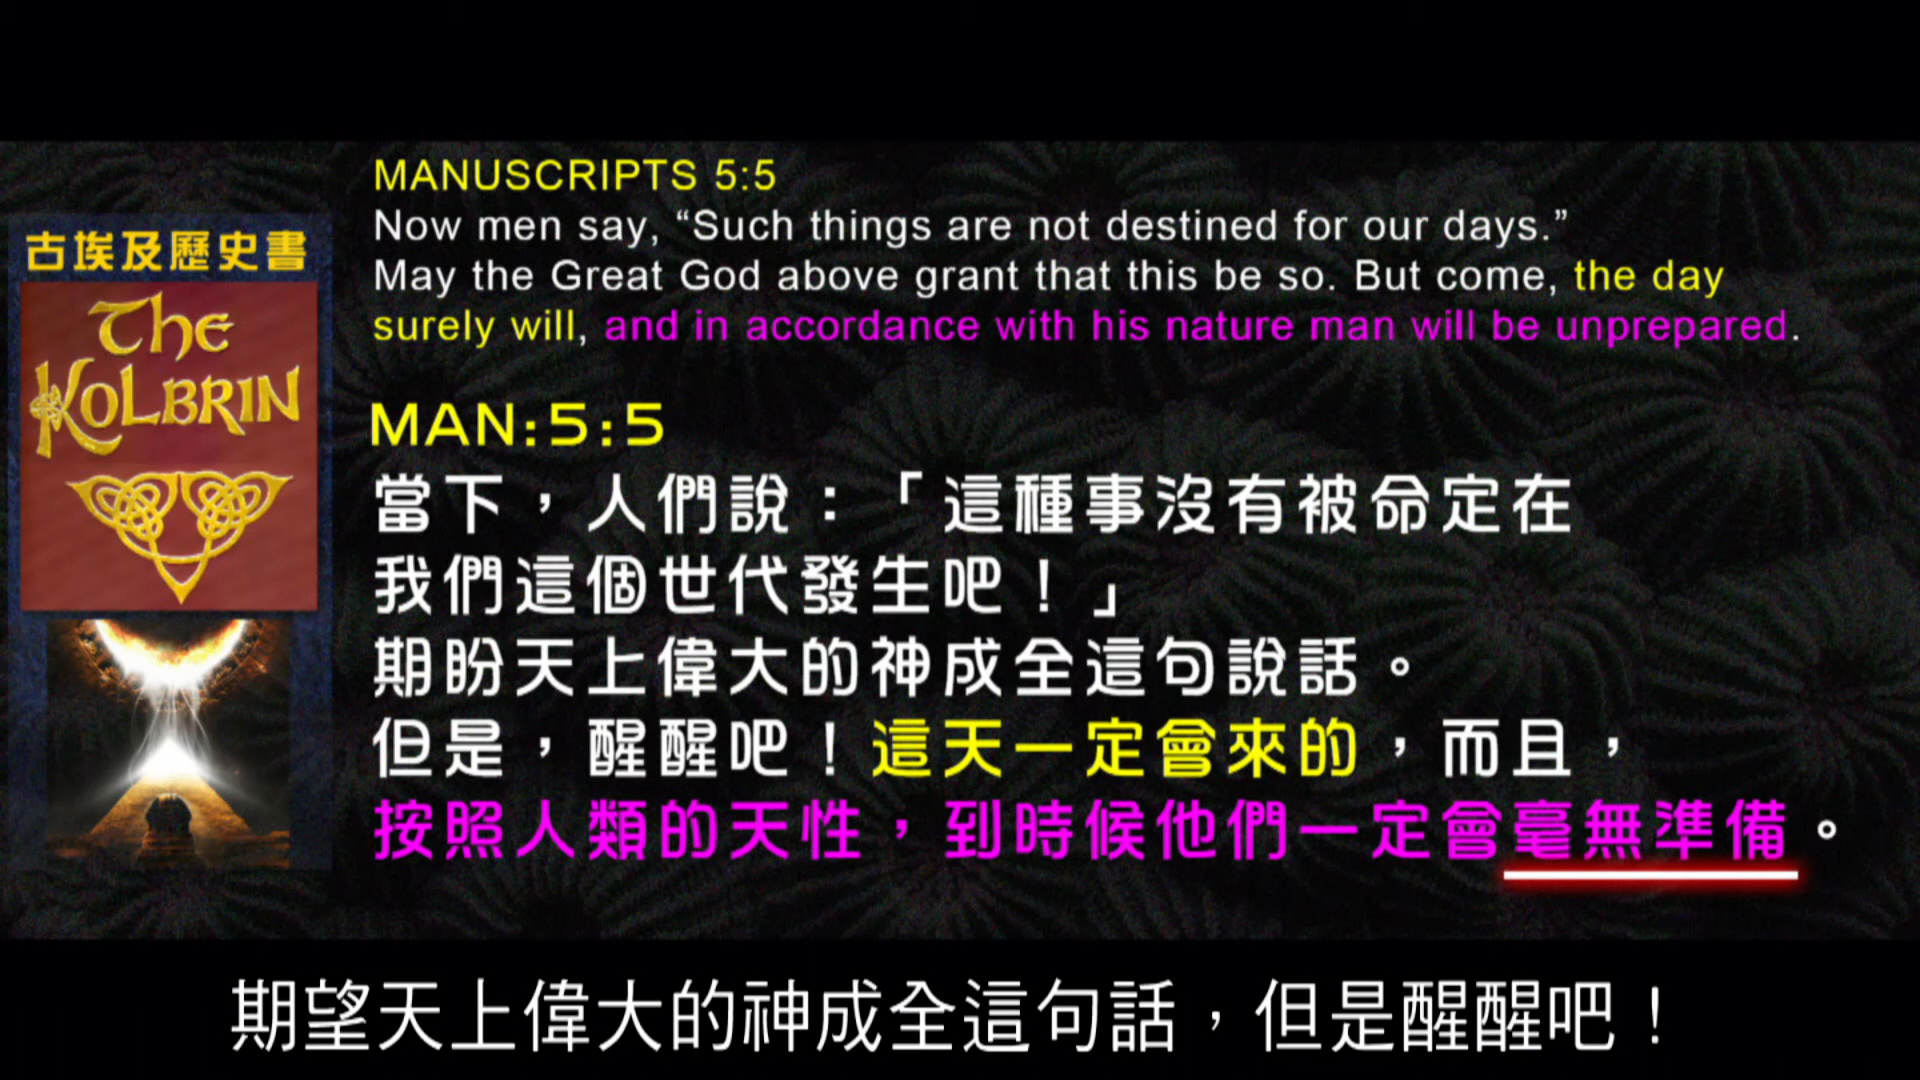 MANUSCRIPTS 5:5
Now men say, “Such things are not destined for our days.”
May the Great God above grant that this be so. But come, the day
surely will, and in accordance with his nature man will be unprepared.
古埃及歷史書
The
KOLBRIN
MAN:5:5
當下，人們說：「這種事沒有被命定在
我們這個世代發生吧！」
期盼天上偉大的神成全這句說話。
但是，醒醒吧！這天一定會來的，而且，
按照人類的天性，到時候他們一定會毫無準備。
期望天上偉大的神成全這句話，但是醒醒吧！